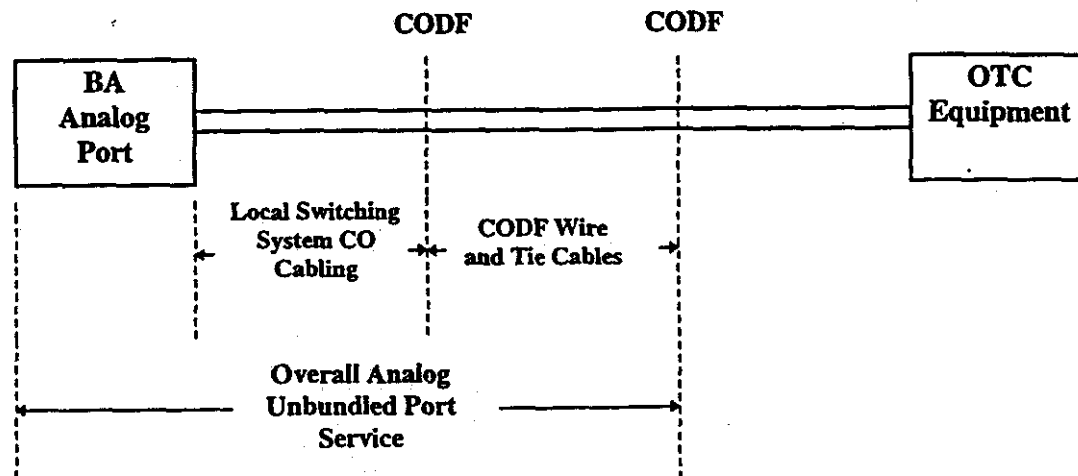 CODF
CODF
BA
Analog
Port
OTC
Equipment
Local Switching
System CO
Cabling
CODF Wire
and Tie Cables
Overall Analog
Unbundled Port
Service